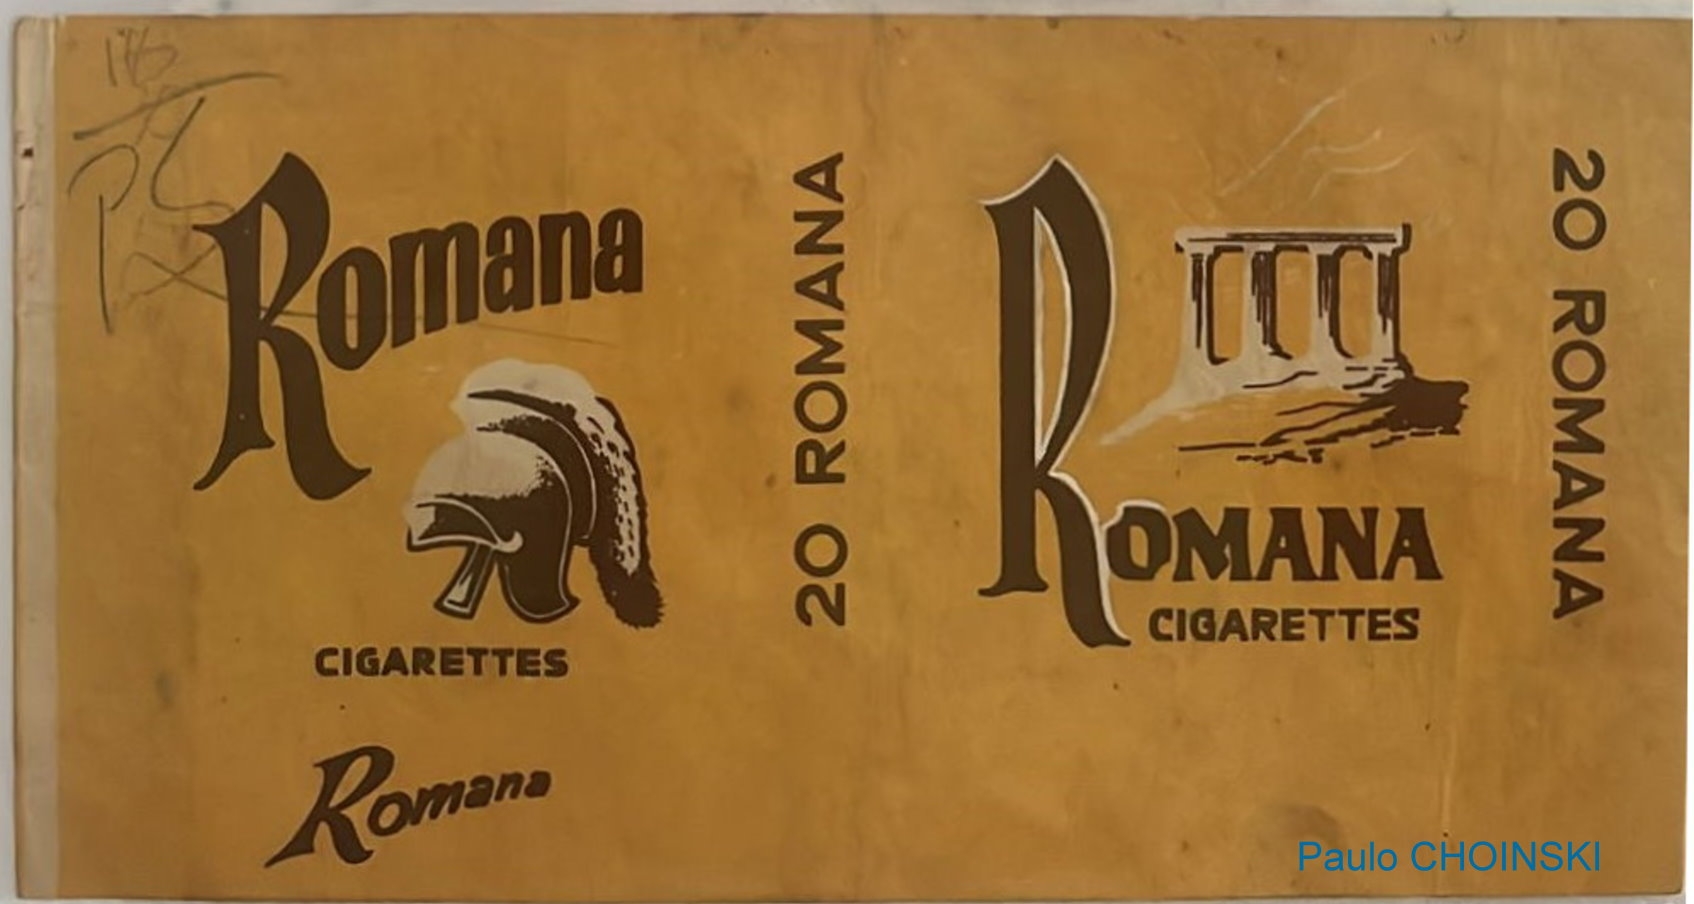 Romana
CIGARETTES
Romana
20 ROMANA
ROMANA
CIGARETTES
20 ROMANA
Paulo CHOINSKI